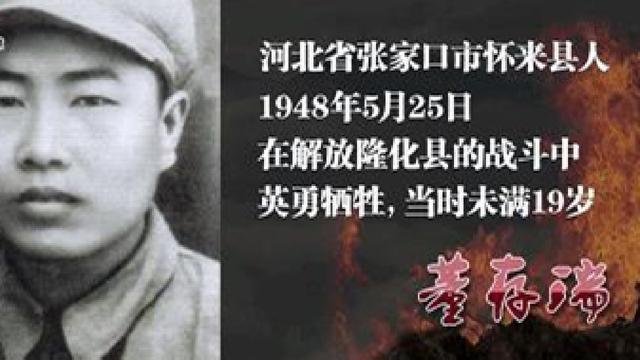 河北省张家口市怀来县人
1948年5月25日
在解放隆化县的战斗中
英勇牺牲，当时未满19岁
董存瑞